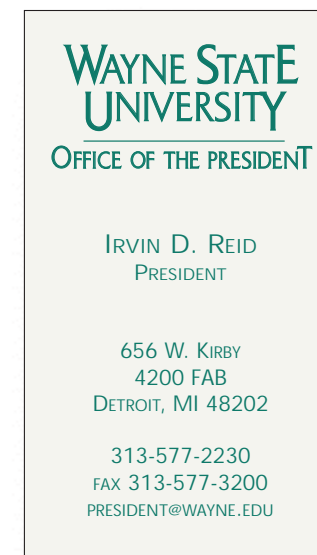 WAYNE STATE
UNIVERSITY
OFFICE OF THE PRESIDENT
IRVIN D. REID
PRESIDENT
656 W. KIRBY
4200 FAB
DETROIT, MI 48202
313-577-2230
FAX 313-577-3200
PRESIDENT@WAYNE.EDU